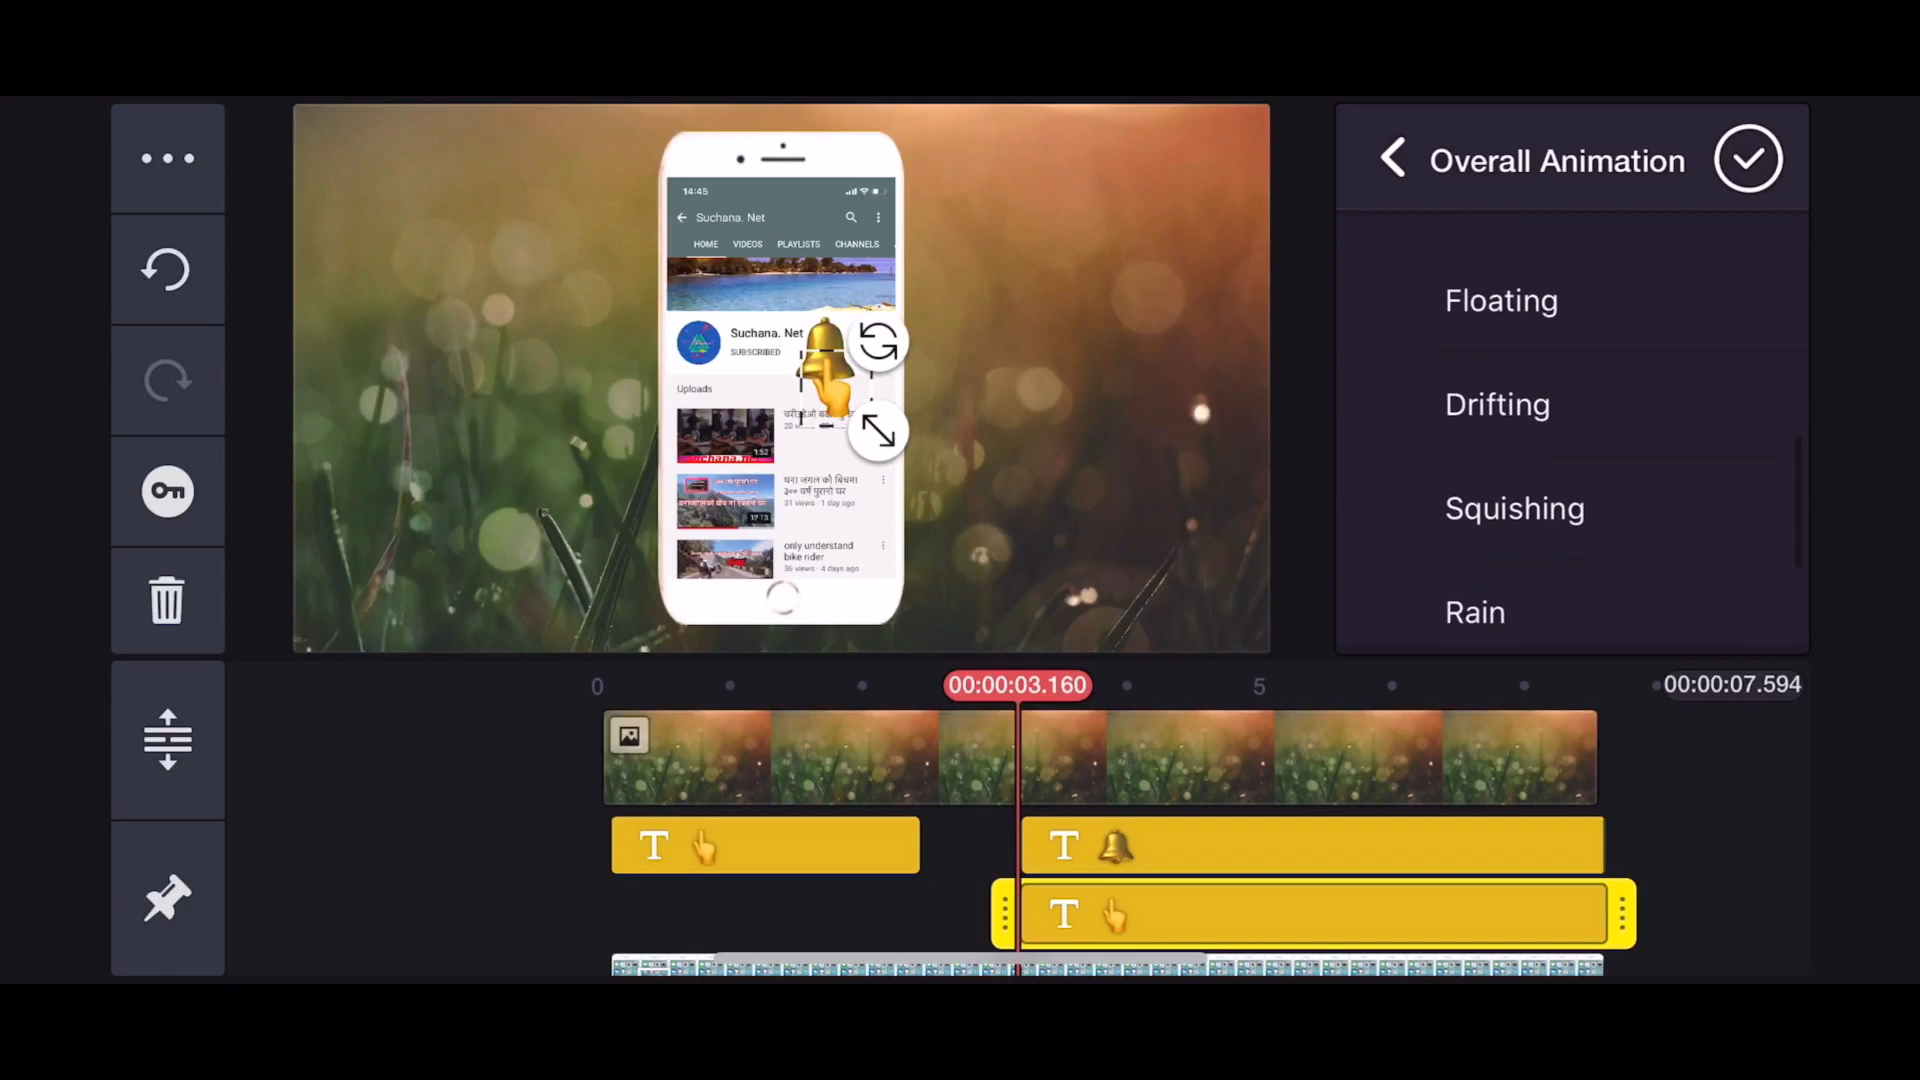 Overall Animation
Floating
Drifting
Squishing
Rain
14:45
Suchana. Net
HOME VIDEOS PLAYLISTS CHANNELS
Suchana. Net
SUBSCRIBED
Uploads
1:52
घना जंगल को बिचमा
३०० वर्ष पुरानो घर
31 views · 1 day ago
12:13
only understand
bike rider
36 views · 4 days ago
0
00:00:03.160
5
00:00:07.594
T
T
T